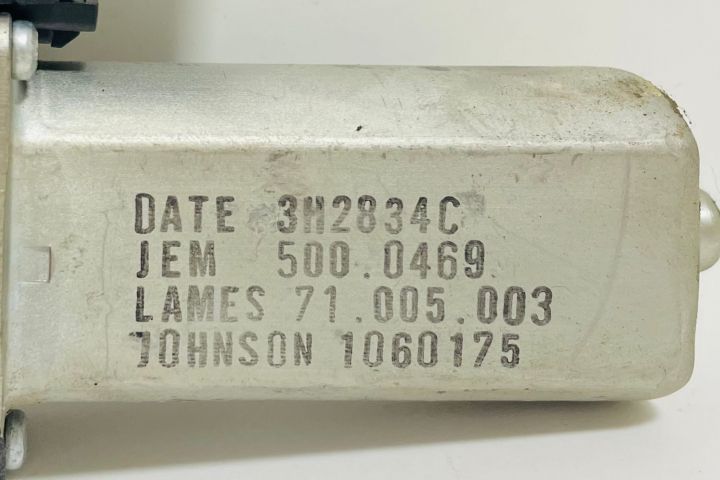 DATE 3H2834C
JEM 500.0469
LAMES 71.005.003
JOHNSON 1060175